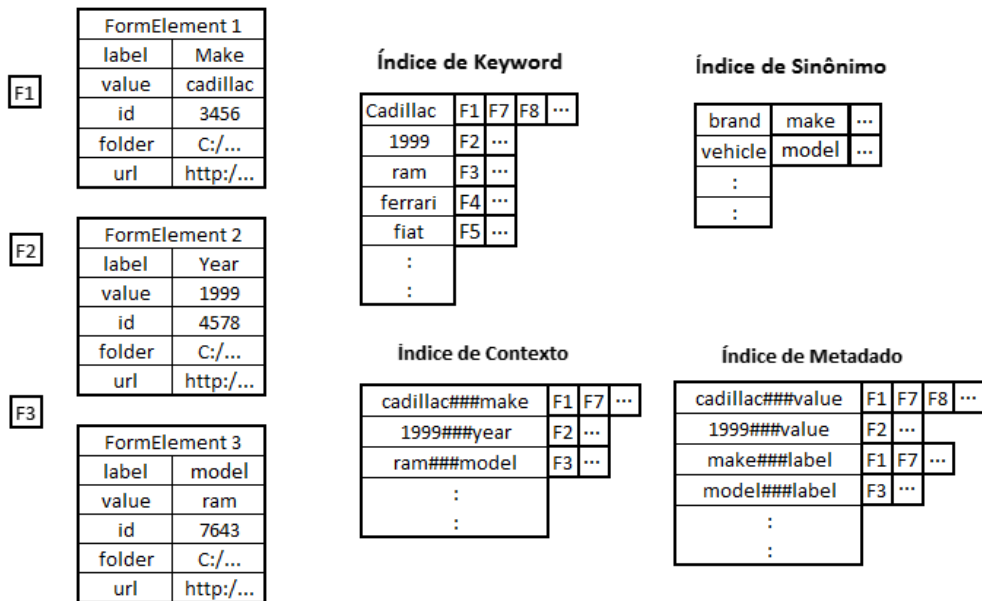 F1
FormElement 1
label Make
value cadillac
id 3456
folder C:/...
url http:/...
F2
FormElement 2
label Year
value 1999
id 4578
folder C:/...
url http:/...
F3
FormElement 3
label model
value ram
id 7643
folder C:/...
url http:/...
Índice de Keyword
Cadillac F1 F7 F8 ...
1999 F2 ...
ram F3 ...
ferrari F4 ...
fiat F5 ...
:
:
Índice de Sinônimo
brand make ...
vehicle model ...
:
:
Índice de Contexto
cadillac###make F1 F7 ...
1999###year F2 ...
ram###model F3 ...
:
:
Índice de Metadado
cadillac###value F1 F7 F8 ...
1999###value F2 ...
make###label F1 F7 ...
model###label F3 ...
:
: